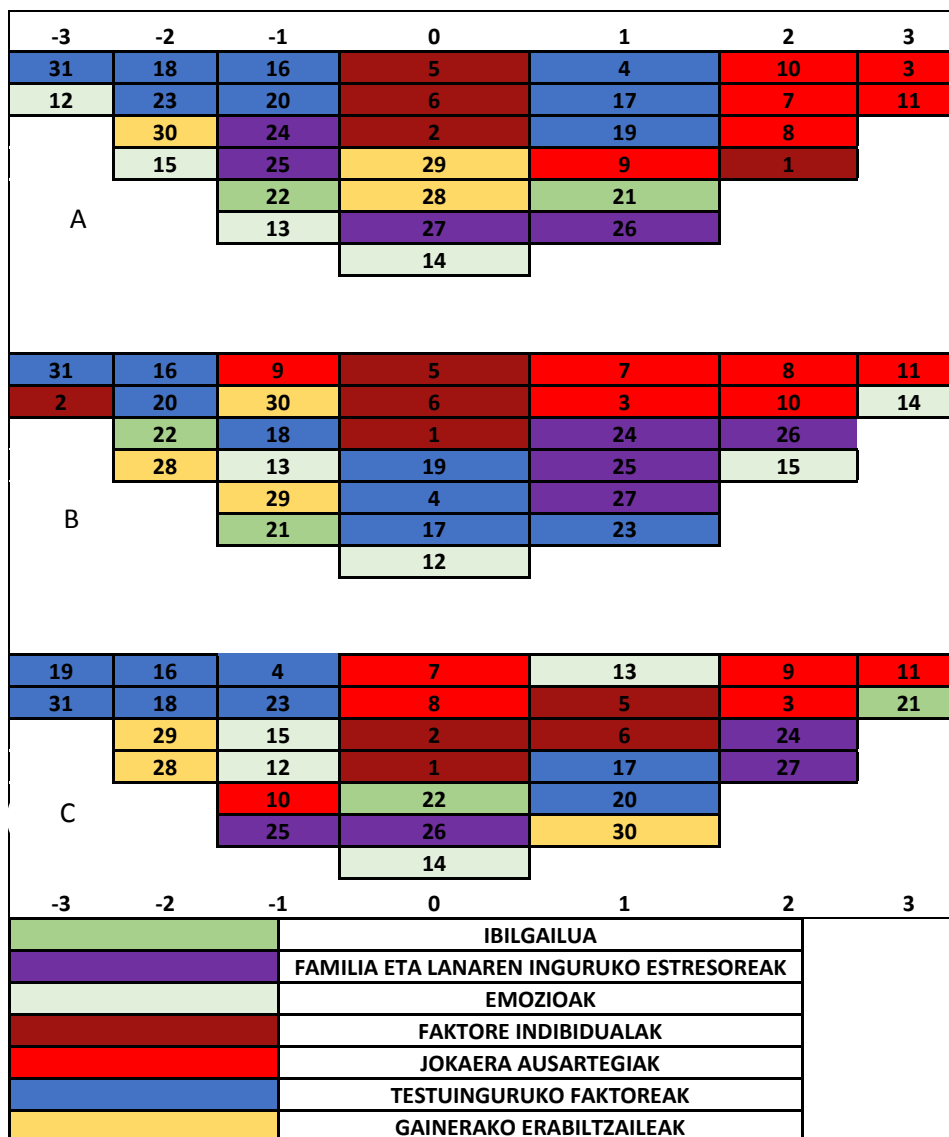 -3 -2 -1 0 1 2 3
31 18 16 5 4 10 3
12 23 20 6 17 7 11
30 24 2 19 8
15 25 29 9 1
22 28 21
A
13 27 26
14
31 16 9 5 7 8 11
2 20 30 6 3 10 14
22 18 1 24 26
28 13 19 25 15
29 4 27
B
21 17 23
12
19 16 4 7 13 9 11
31 18 23 8 5 3 21
29 15 2 6 24
28 12 1 17 27
10 22 20
C
25 26 30
14
-3 -2 -1 0 1 2 3
IBILGAILUA
FAMILIA ETA LANAREN INGURUKO ESTRESOREAK
EMOZIOAK
FAKTORE INDIBIDUALAK
JOKAERA AUSARTEGIAK
TESTUINGURUKO FAKTOREAK
GAINERAKO ERABILTZAILEAK